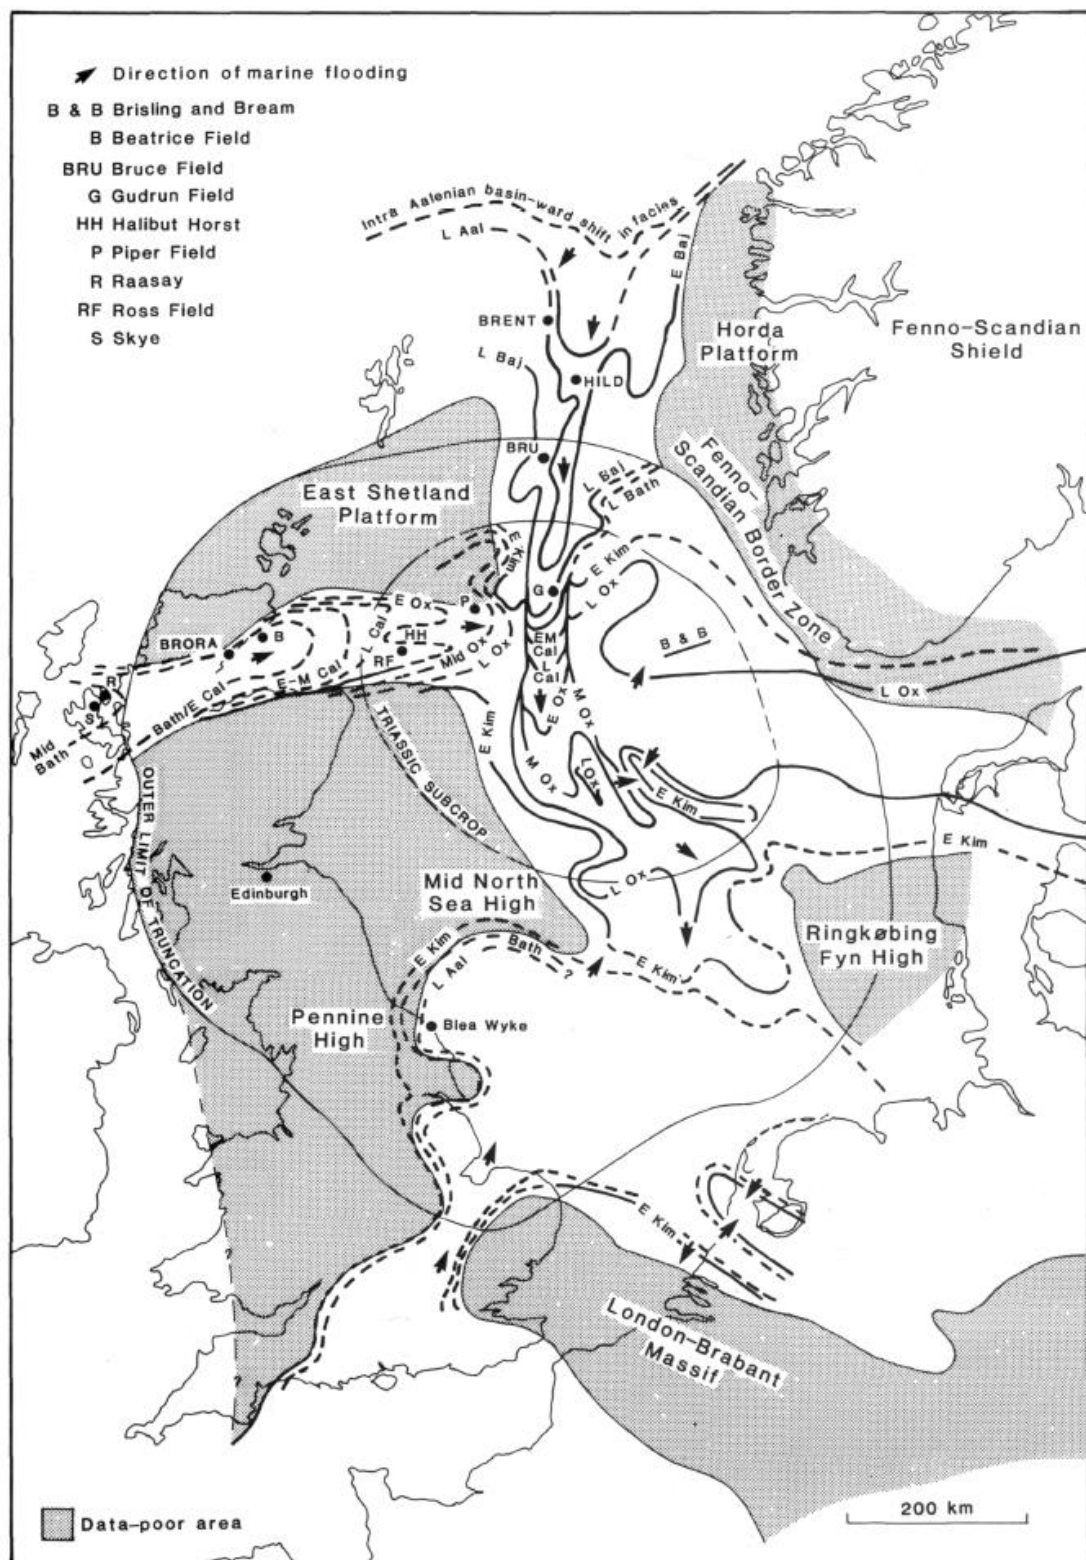 Direction of marine flooding
B & B Brisling and Bream
B Beatrice Field
BRU Bruce Field
G Gudrun Field
HH Halibut Horst
P Piper Field
R Raasay
RF Ross Field
S Skye
Intra Aalenian basin-ward shift in facies
L Aal
E Baj
BRENT
Horda
Platform
Fenno-Scandian
Shield
L Baj
HILD
BRU
L Baj
L Bath
Fenno-
Scandian Border
Zone
East Shetland
Platform
E Kim
E Kim
G
L Ox
P
E Ox
L Cal
HH
B
BRORA
RF
Mid Ox
L Ox
EM
Cal
L
Cal
B & B
E-M Cal
Bath/E Cal
R
S
Mid
Bath
E Ox
M Ox
L Ox
E Kim
TRIASSIC SUBCROP
M Ox
LOx
E Kim
OUTER LIMIT OF TRUNCATION
E Kim
Edinburgh
Mid North
Sea High
L Ox
Ringkøbing
Fyn High
E Kim
Bath
?
L Aal
E Kim
Pennine
High
Blea Wyke
E Kim
?
London-Brabant
Massif
?
Data-poor area
200 km